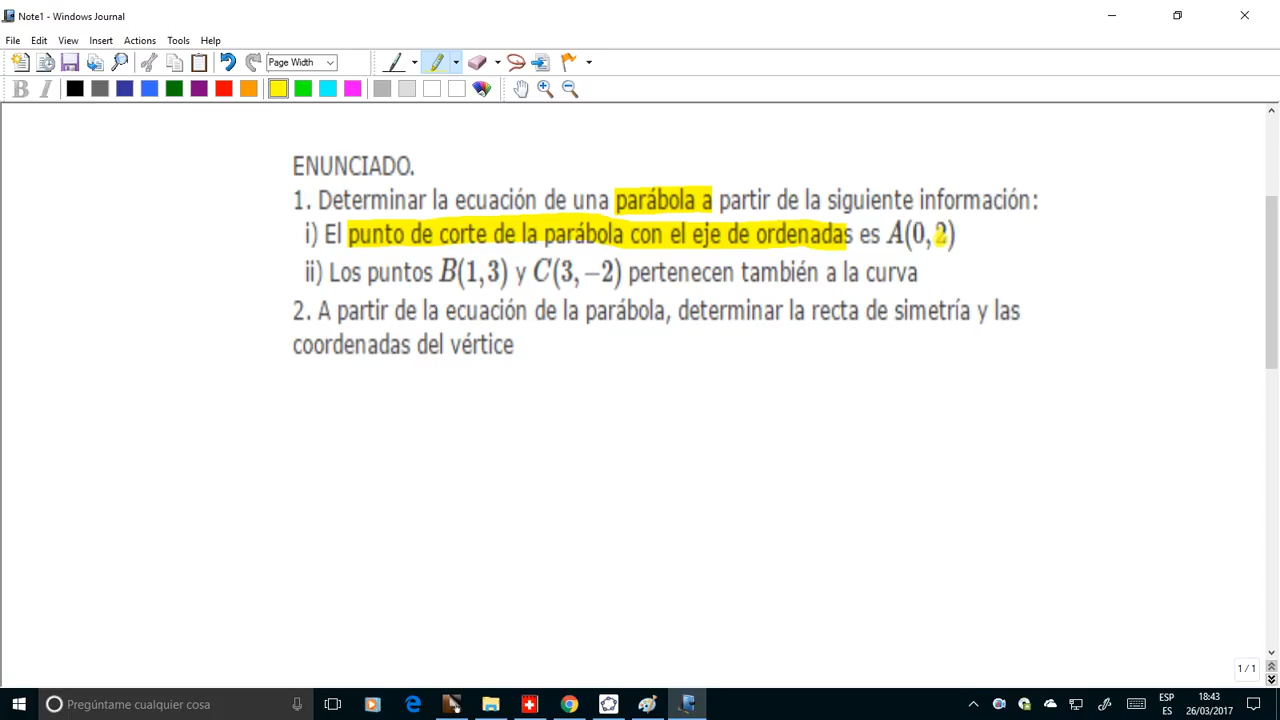 Note1 - Windows Journal
File Edit View Insert Actions Tools Help
Page Width
B I
ENUNCIADO.
1. Determinar la ecuación de una parábola a partir de la siguiente información:
i) El punto de corte de la parábola con el eje de ordenadas es A(0,2)
ii) Los puntos B(1,3) y C(3,−2) pertenecen también a la curva
2. A partir de la ecuación de la parábola, determinar la recta de simetría y las
coordenadas del vértice
1 / 1
Pregúntame cualquier cosa
ESP 18:43
ES 26/03/2017